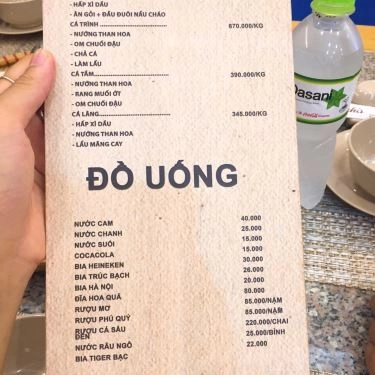 - HẤP XÌ DẦU
- ĂN GỎI + ĐẦU ĐUÔI NẤU CHÁO
CÁ TRÌNH.................................670.000/KG
- NƯỚNG THAN HOA
- OM CHUỐI ĐẬU
- CHẢ CÁ
- LÀM LẨU
CÁ TẦM.................................390.000/KG
- NƯỚNG THAN HOA
- RANG MUỐI ỚT
- OM CHUỐI ĐẬU
CÁ LĂNG.................................345.000/KG
- HẤP XÌ DẦU
- NƯỚNG THAN HOA
- LẨU MĂNG CAY
Dasani
ĐỒ UỐNG
NƯỚC CAM 40.000
NƯỚC CHANH 25.000
NƯỚC SUỐI 15.000
COCACOLA 15.000
BIA HEINEKEN 30.000
BIA TRÚC BẠCH 26.000
BIA HÀ NỘI 20.000
ĐĨA HOA QUẢ 80.000
RƯỢU MƠ 85.000/NẬM
RƯỢU PHÚ QUÝ 85.000/NẬM
RƯỢU CÁ SẤU 220.000/CHAI
ĐEN
NƯỚC RÂU NGÔ 25.000/BÌNH
BIA TIGER BẠC 22.000